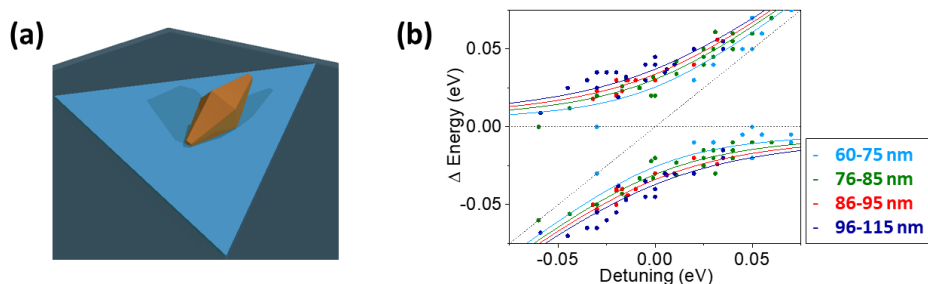 (a)
(b)
0.05
0.00
-0.05
Δ Energy (eV)
-0.05
0.00
0.05
Detuning (eV)
60-75 nm
76-85 nm
86-95 nm
96-115 nm